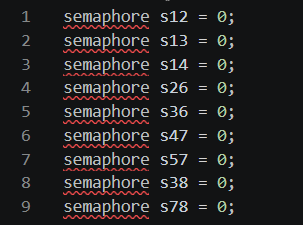 1 semaphore s12 = 0;
2 semaphore s13 = 0;
3 semaphore s14 = 0;
4 semaphore s26 = 0;
5 semaphore s36 = 0;
6 semaphore s47 = 0;
7 semaphore s57 = 0;
8 semaphore s38 = 0;
9 semaphore s78 = 0;